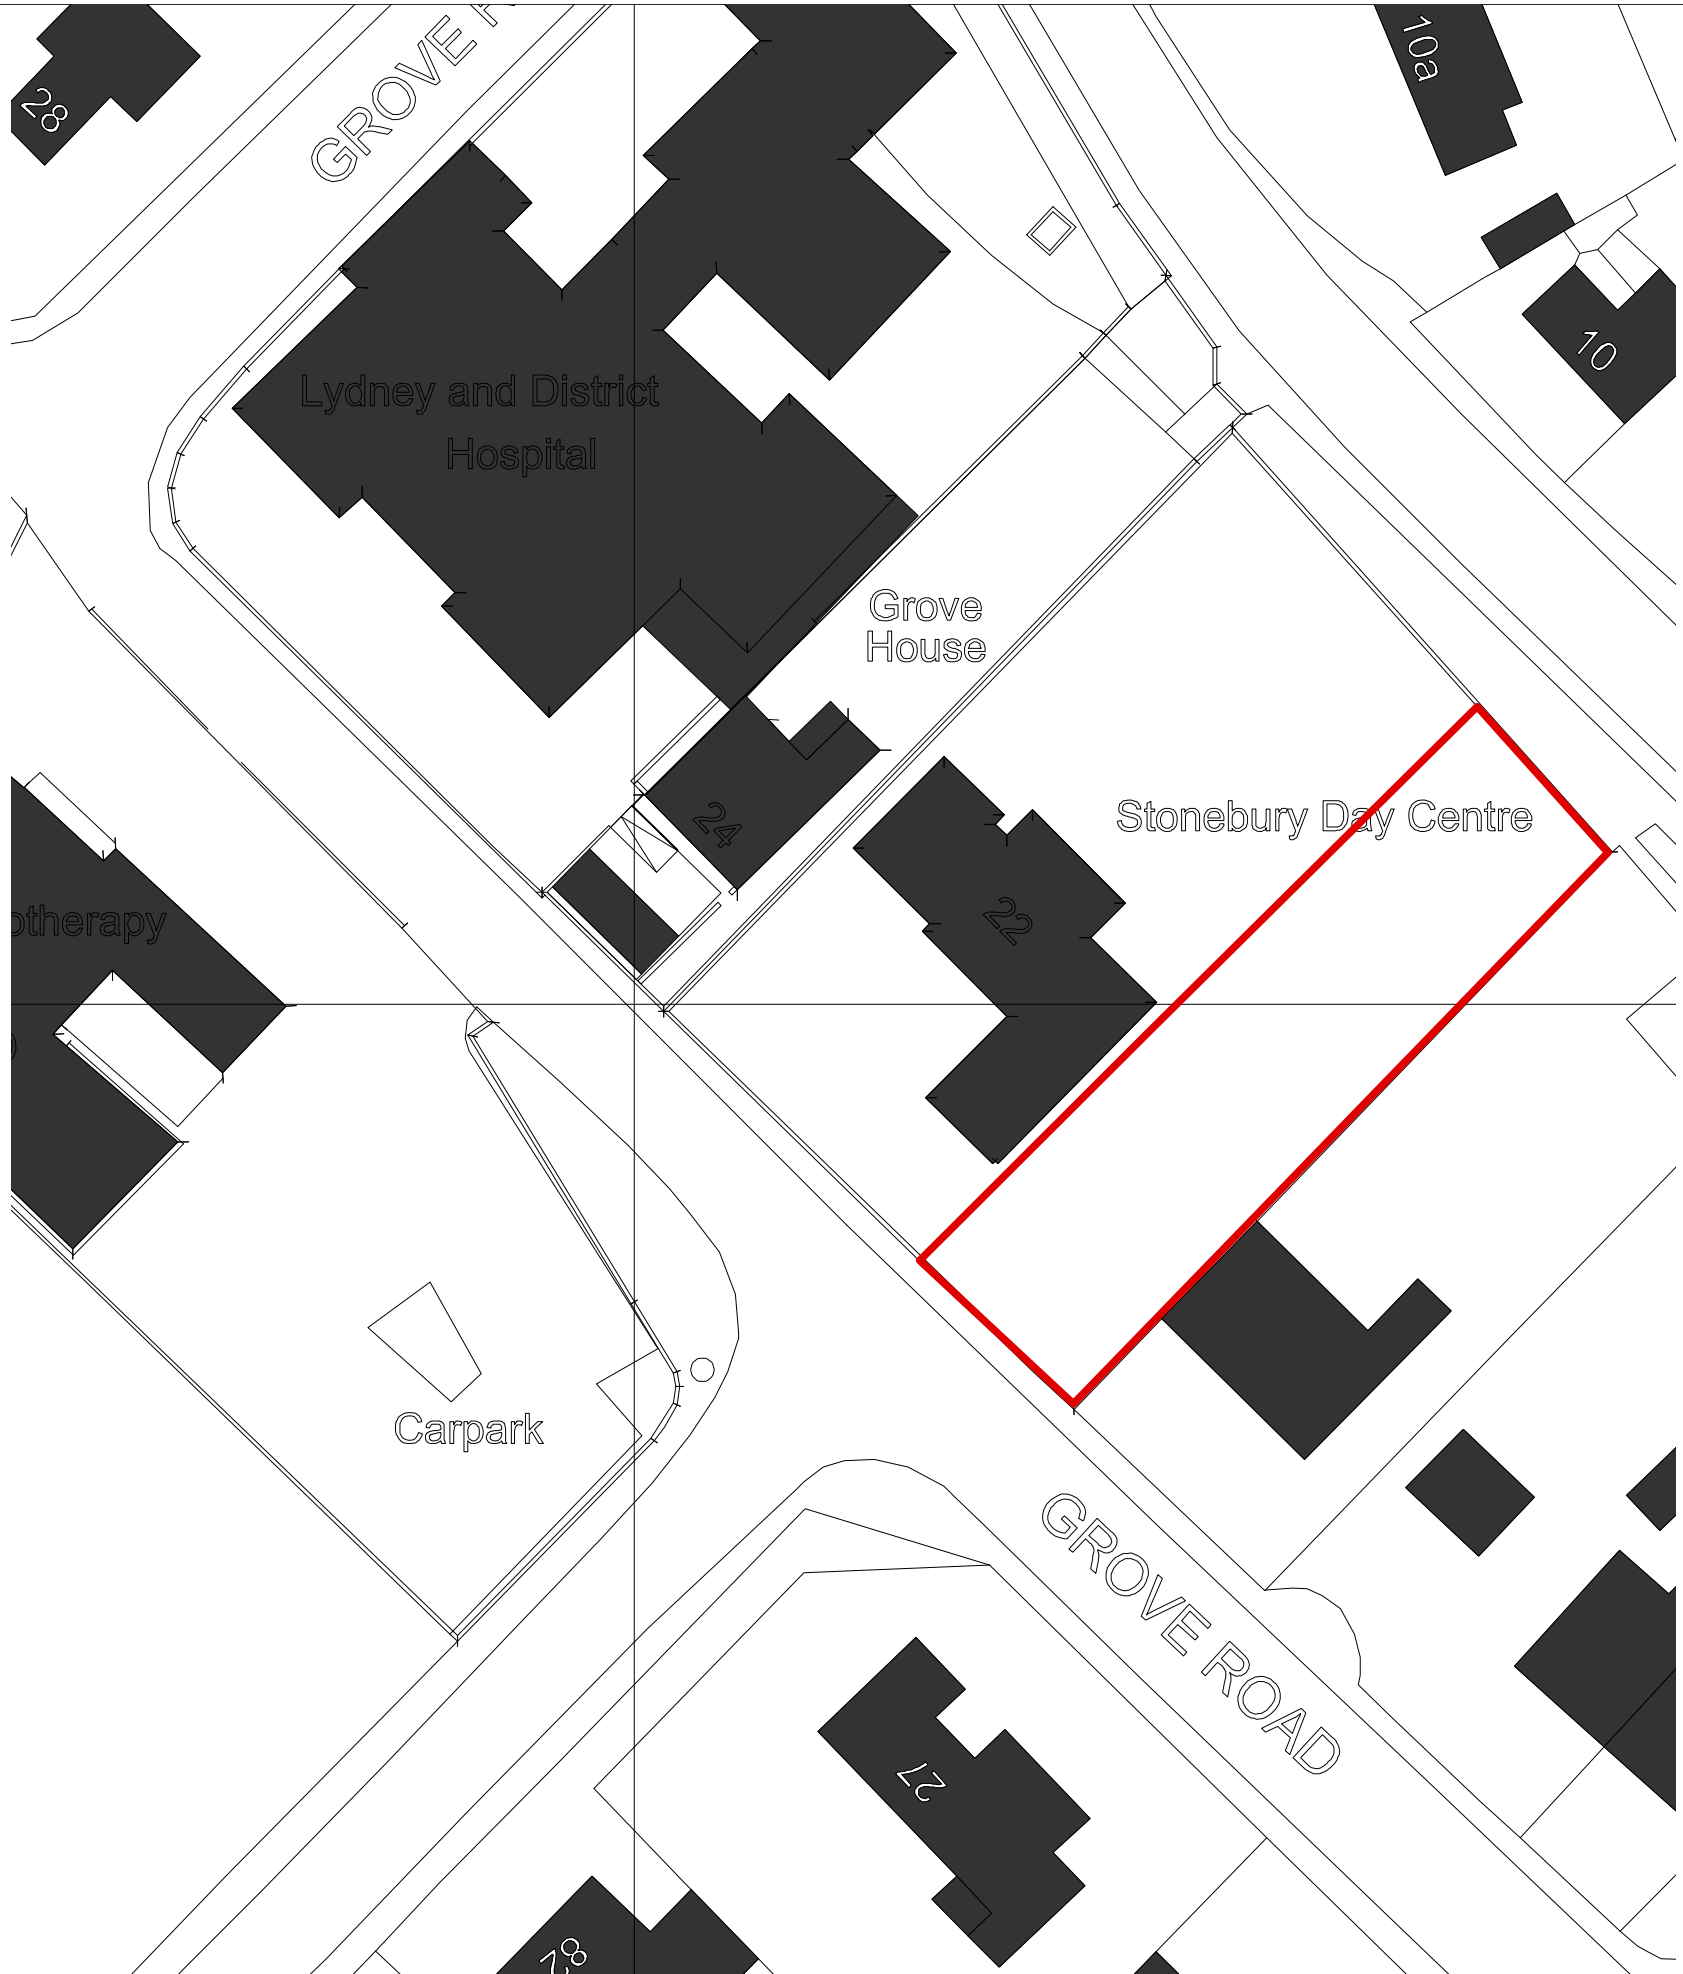 GROVE
10a
28
10
Lydney and District
Hospital
Grove
House
24
Stonebury Day Centre
22
otherapy
Carpark
GROVE ROAD
27
28